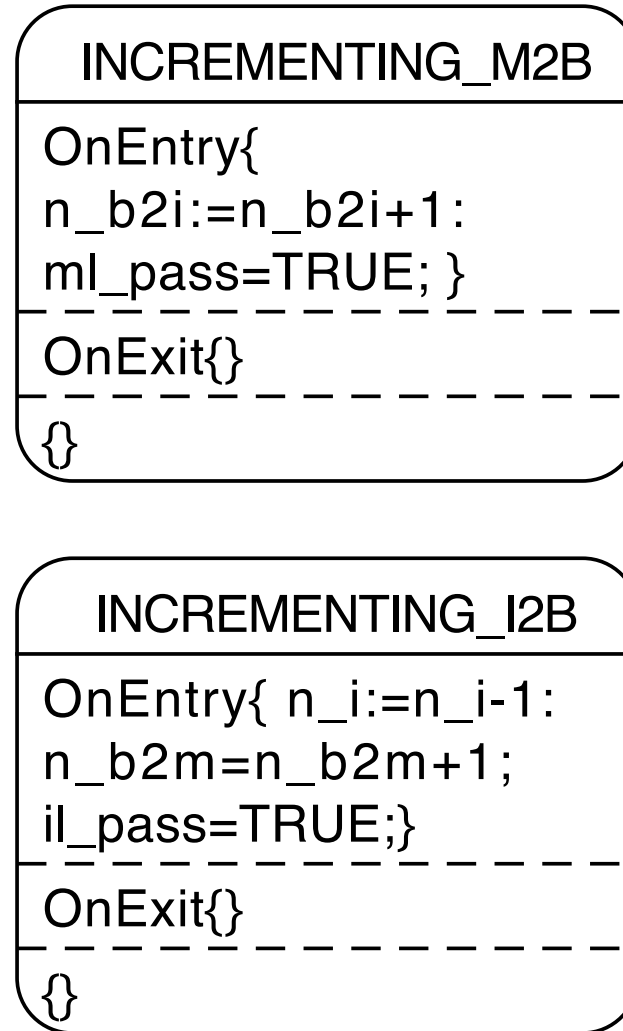 INCREMENTING_M2B
OnEntry{
n_b2i:=n_b2i+1:
ml_pass=TRUE; }
OnExit{}
{}
INCREMENTING_I2B
OnEntry{ n_i:=n_i-1:
n_b2m=n_b2m+1;
il_pass=TRUE;}
OnExit{}
{}